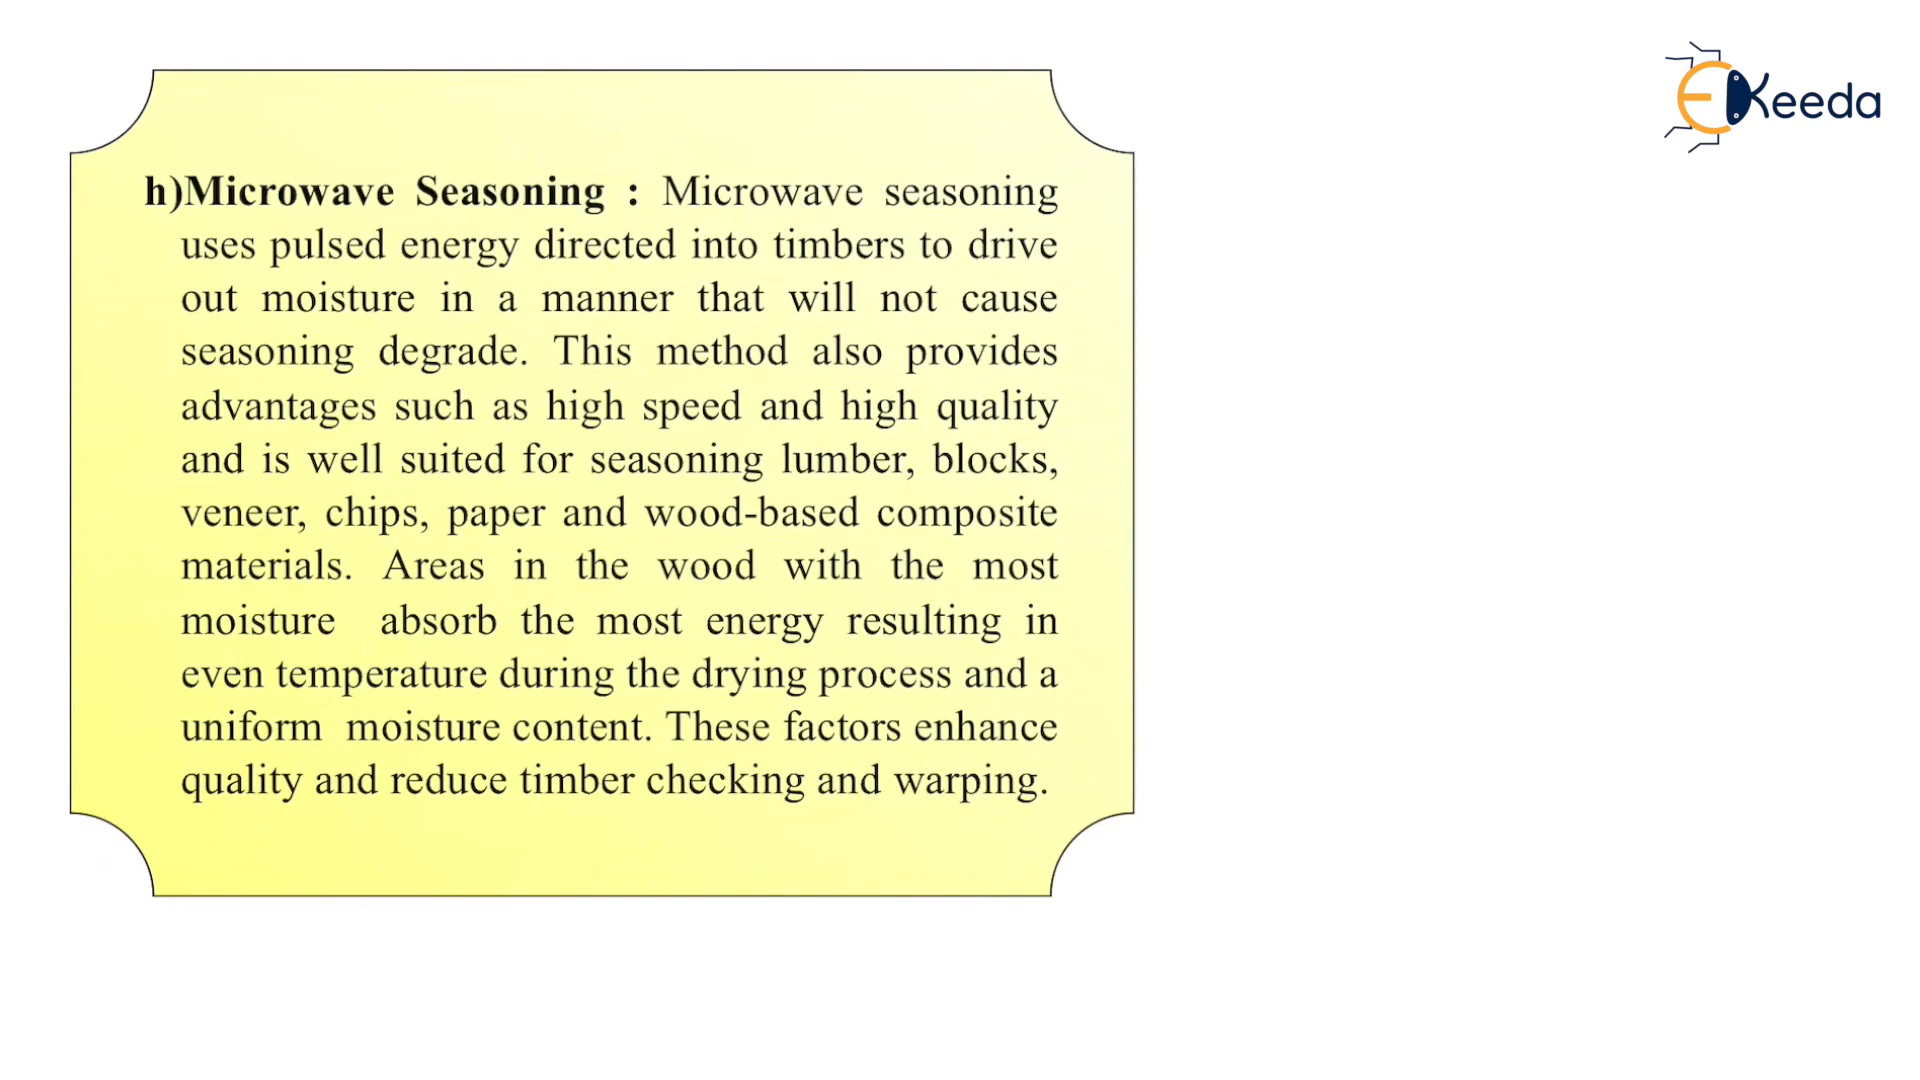 EKeeda
h)Microwave Seasoning : Microwave seasoning
uses pulsed energy directed into timbers to drive
out moisture in a manner that will not cause
seasoning degrade. This method also provides
advantages such as high speed and high quality
and is well suited for seasoning lumber, blocks,
veneer, chips, paper and wood-based composite
materials. Areas in the wood with the most
moisture absorb the most energy resulting in
even temperature during the drying process and a
uniform moisture content. These factors enhance
quality and reduce timber checking and warping.